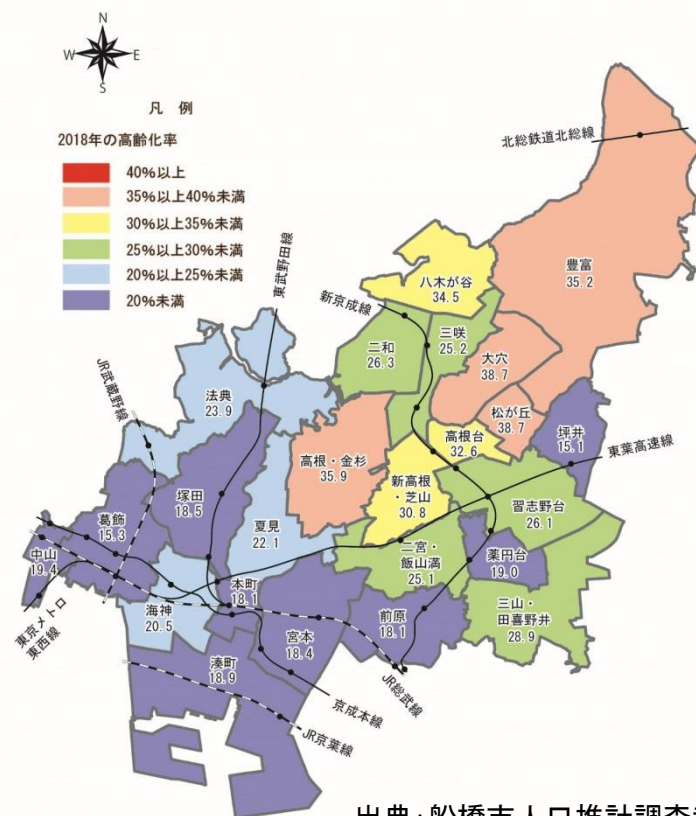 N
W E
S
凡 例
2018年の高齢化率
40%以上
35%以上40%未満
30%以上35%未満
25%以上30%未満
20%以上25%未満
20%未満
北総鉄道北総線
東武野田線
新京成線
JR武蔵野線
東葉高速線
東京メトロ
東西線
JR総武線
京成本線
JR京葉線
豊富
35.2
八木が谷
34.5
三咲
25.2
二和
26.3
大穴
38.7
松が丘
38.7
坪井
15.1
高根台
32.6
法典
23.9
高根・金杉
35.9
新高根
・芝山
30.8
習志野台
26.1
塚田
18.5
夏見
22.1
葛飾
15.3
中山
19.4
二宮・
飯山満
25.1
薬円台
19.0
本町
18.1
海神
20.5
前原
18.1
三山・
田喜野井
28.9
宮本
18.4
湊町
18.9
出典：船橋市人口推計調査